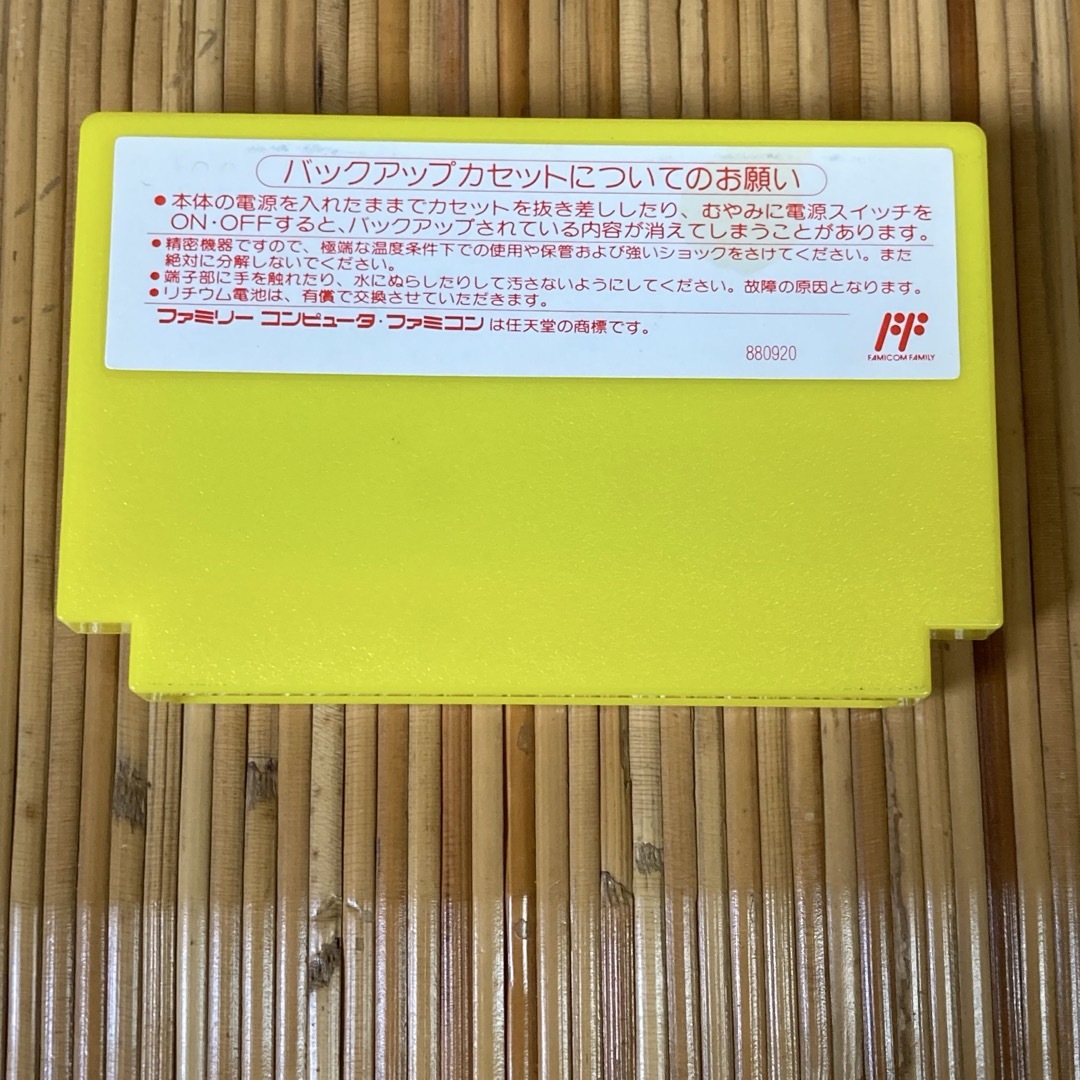 バックアップカセットについてのお願い
●本体の電源を入れたままでカセットを抜き差ししたり、むやみに電源スイッチを
ON・OFFすると、バックアップされている内容が消えてしまうことがあります。
●精密機器ですので、極端な温度条件下での使用や保管および強いショックをさけてください。また
絶対に分解しないでください。
●端子部に手を触れたり、水にぬらしたりして汚さないようにしてください。故障の原因となります。
●リチウム電池は、有償で交換させていただきます。
ファミリー コンピュータ・ファミコン は任天堂の商標です。
880920
FAMICOM FAMILY